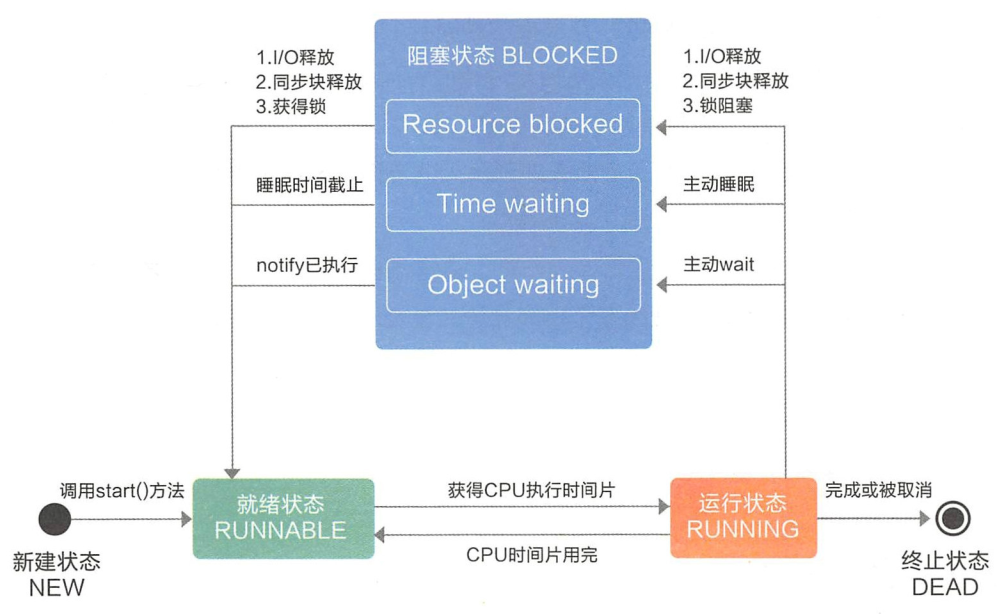 阻塞状态 BLOCKED
1.I/O释放
2.同步块释放
3.获得锁
Resource blocked
1.I/O释放
2.同步块释放
3.锁阻塞
睡眠时间截止
Time waiting
主动睡眠
notify已执行
Object waiting
主动wait
调用start()方法
新建状态
NEW
就绪状态
RUNNABLE
获得CPU执行时间片
CPU时间片用完
运行状态
RUNNING
完成或被取消
终止状态
DEAD